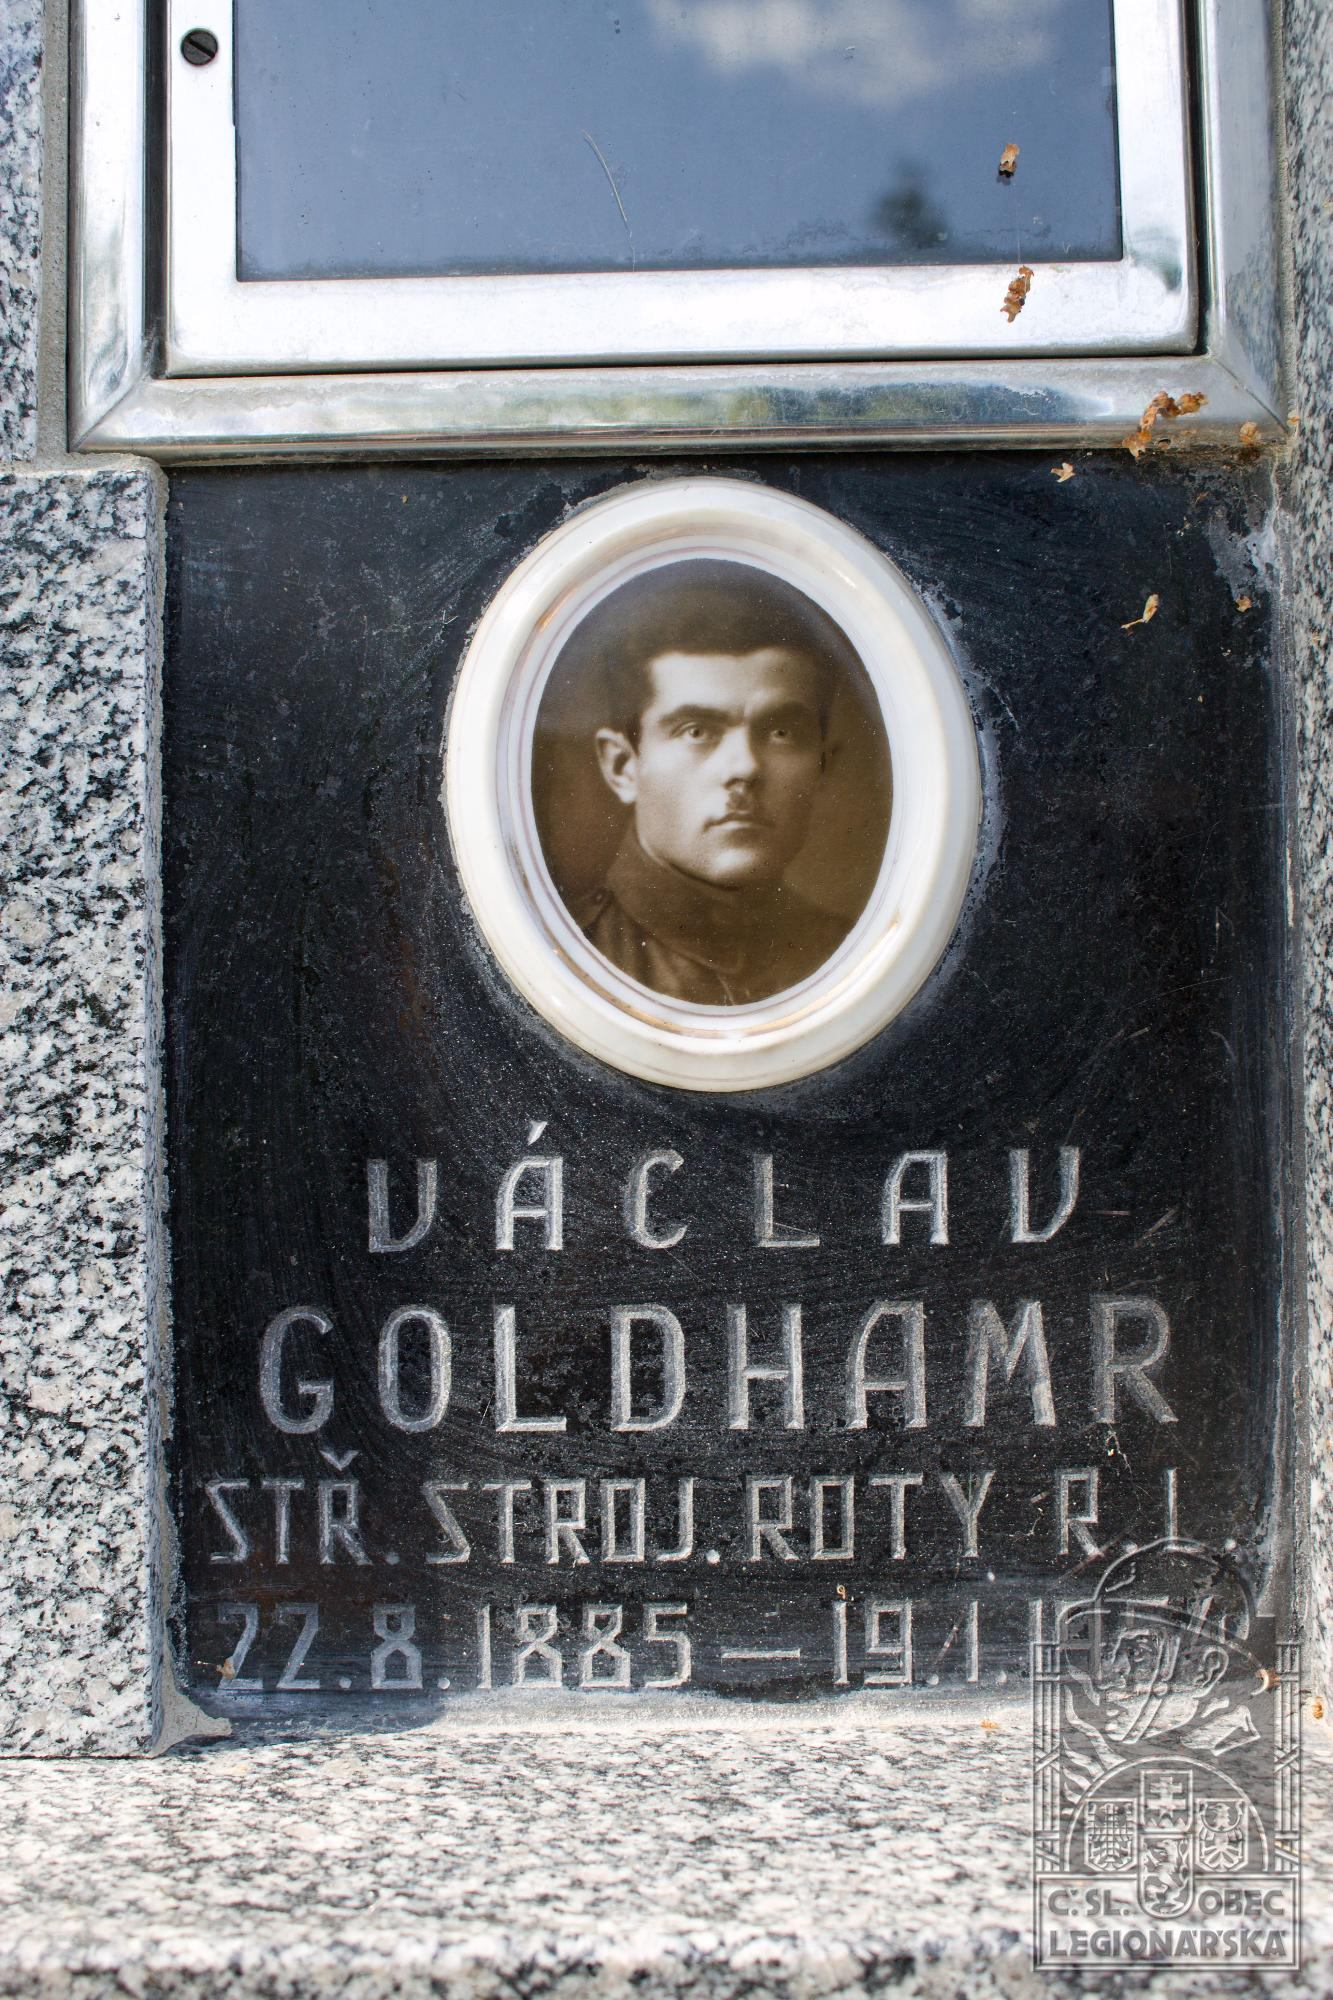 VÁCLAV
GOLDHAMR
STŘ. STROJ. ROTY R.L.
22.8.1885 — 19.1.
Č.SL. OBEC
LEGIONÁŘSKÁ